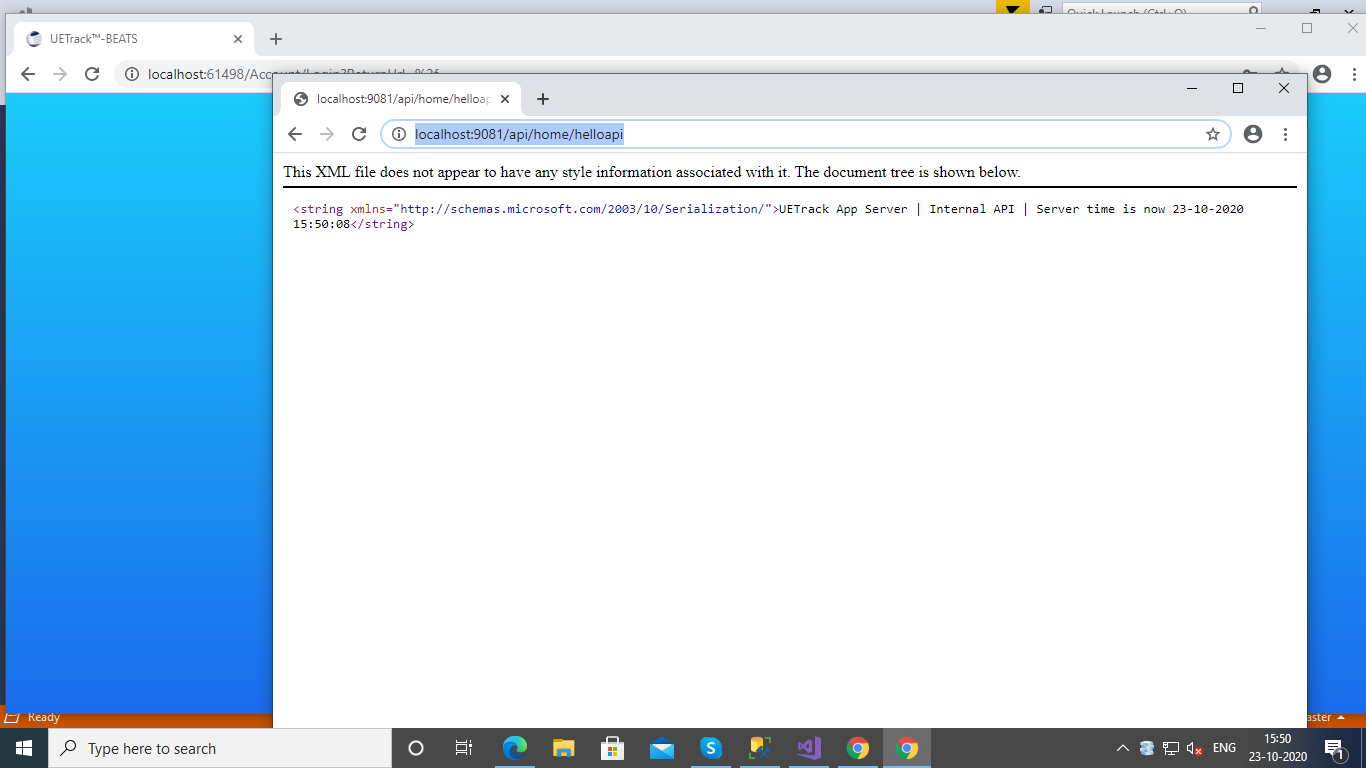 Quick Launch (Ctrl+Q)
UETrack™-BEATS
localhost:61498/Account/Login?ReturnUrl=%2f
localhost:9081/api/home/helloap
localhost:9081/api/home/helloapi
This XML file does not appear to have any style information associated with it. The document tree is shown below.
<string xmlns="http://schemas.microsoft.com/2003/10/Serialization/">UETrack App Server | Internal API | Server time is now 23-10-2020
15:50:08</string>
Ready
aster
Type here to search
ENG
15:50
23-10-2020
1